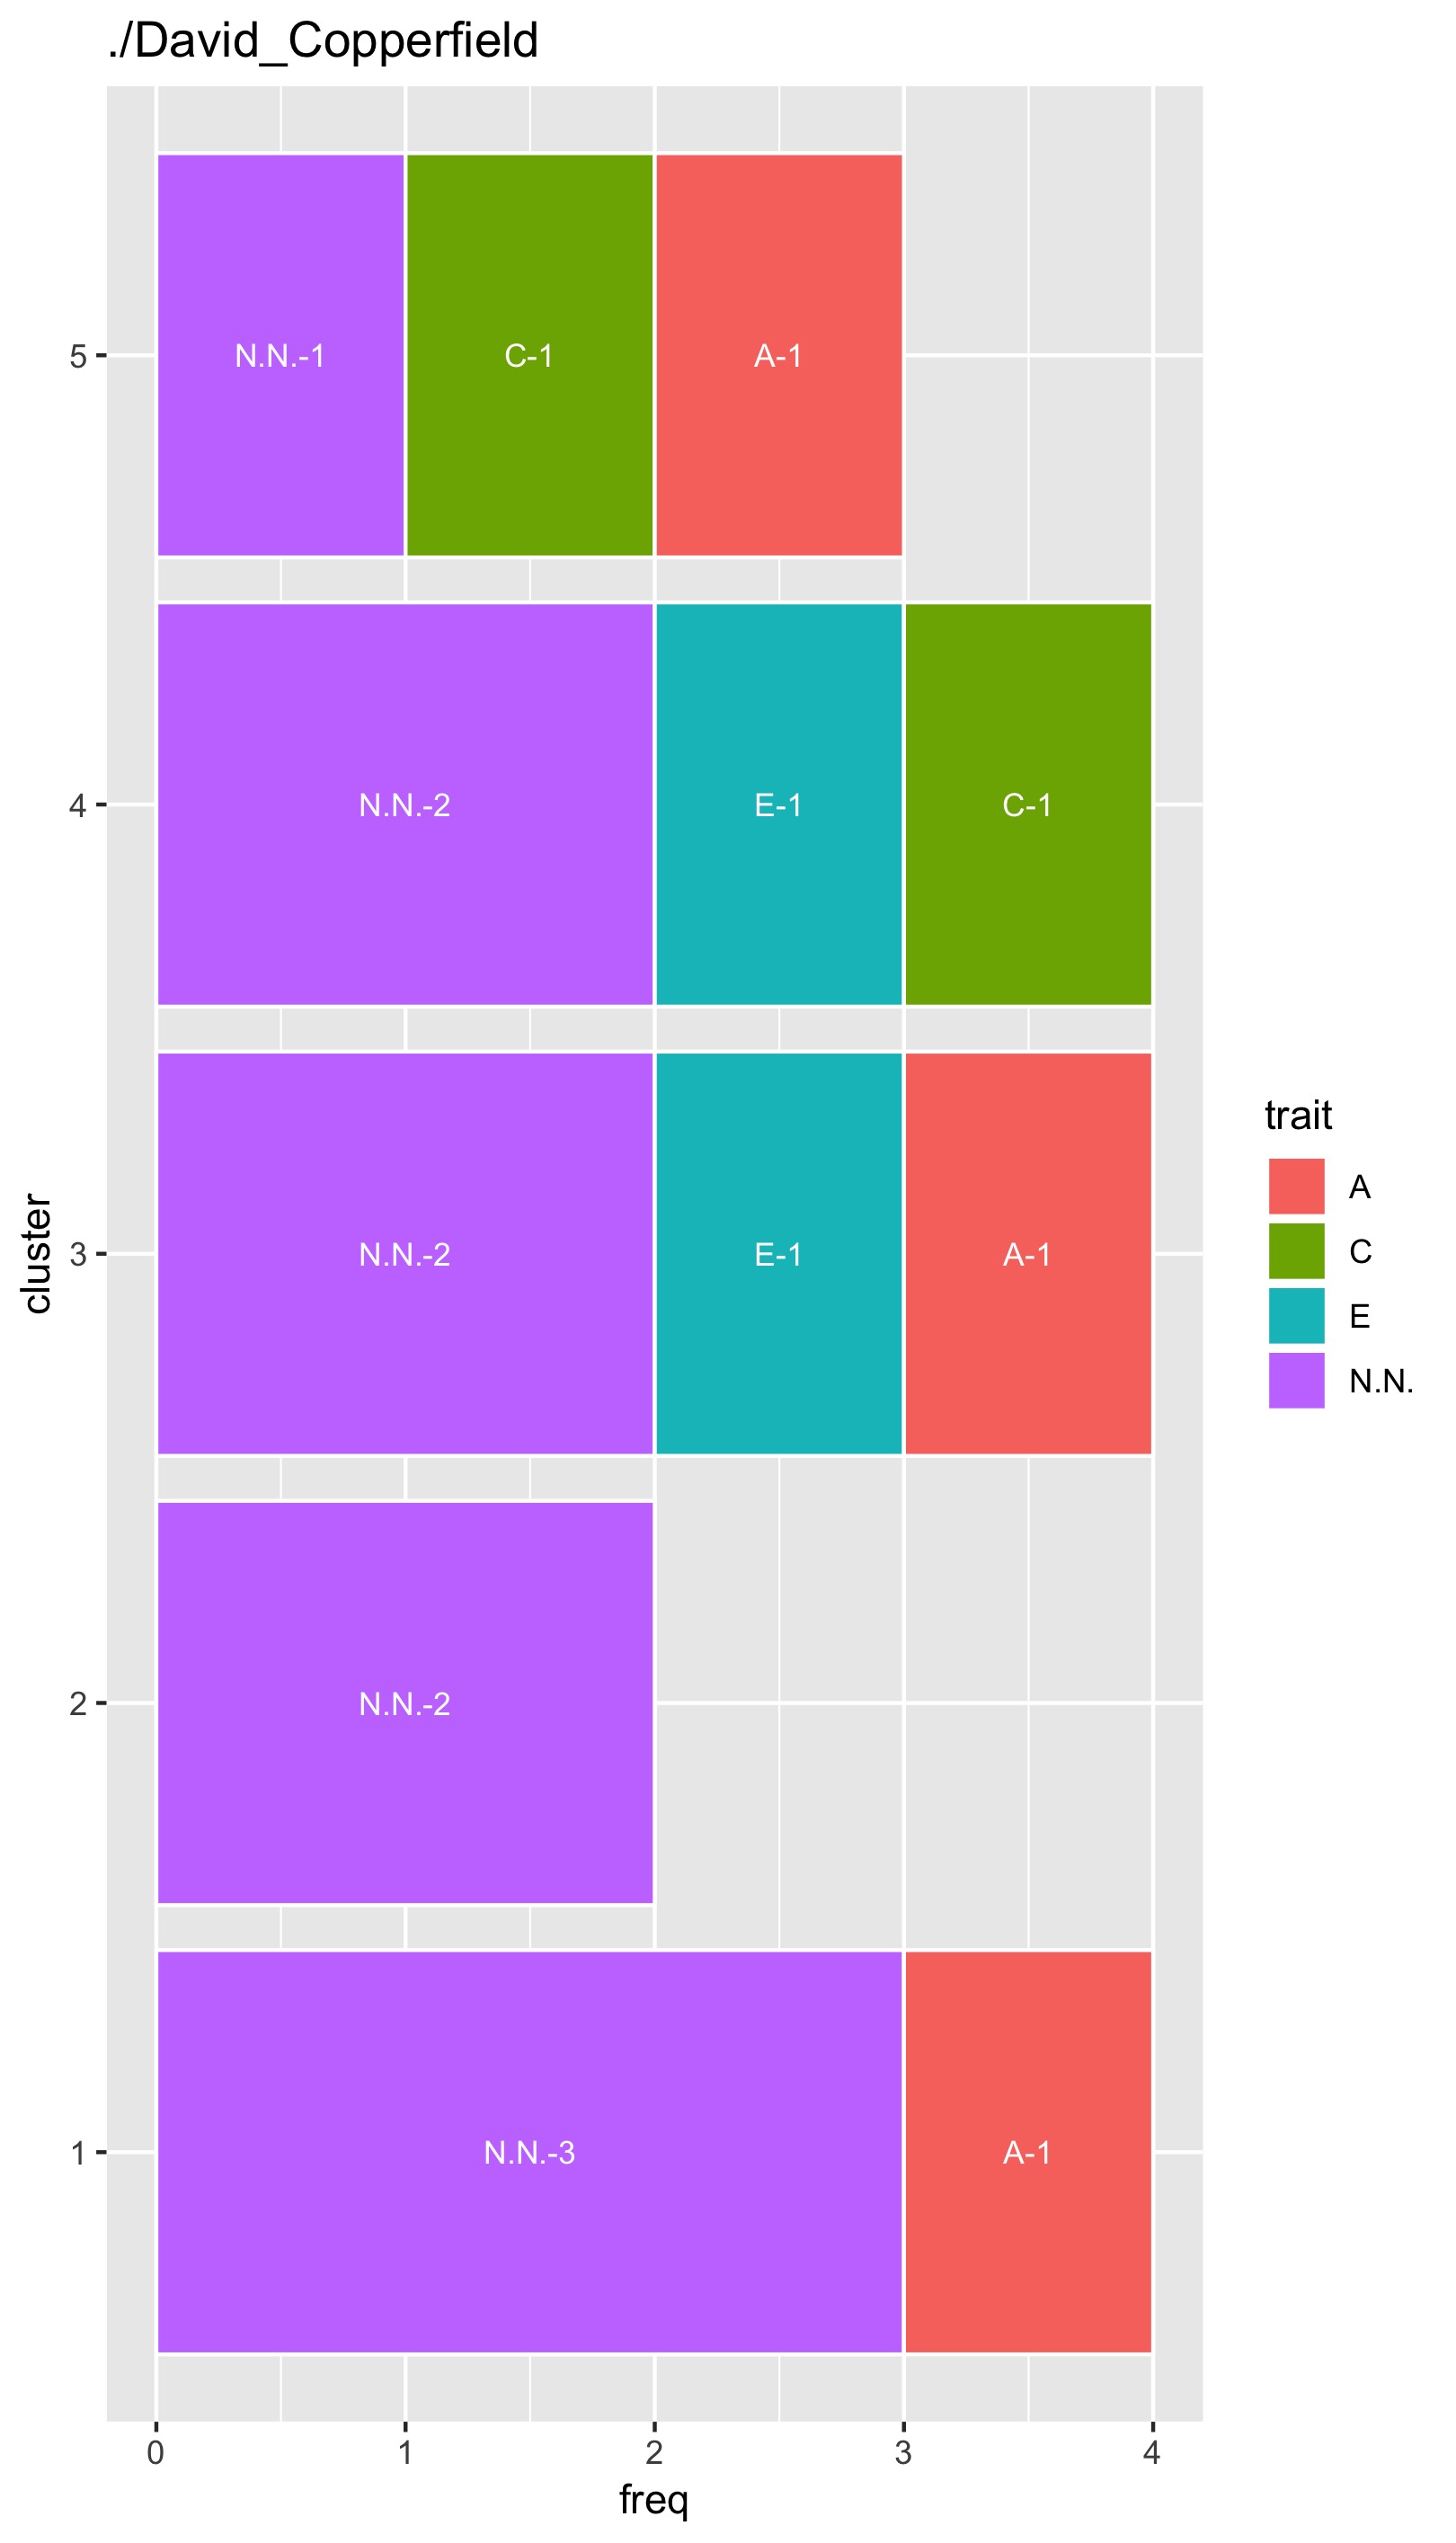 ./David_Copperfield
5
N.N.-1 C-1 A-1
4
N.N.-2 E-1 C-1
3
N.N.-2 E-1 A-1
2
N.N.-2
1
N.N.-3 A-1
0 1 2 3 4
freq
cluster
trait
A
C
E
N.N.